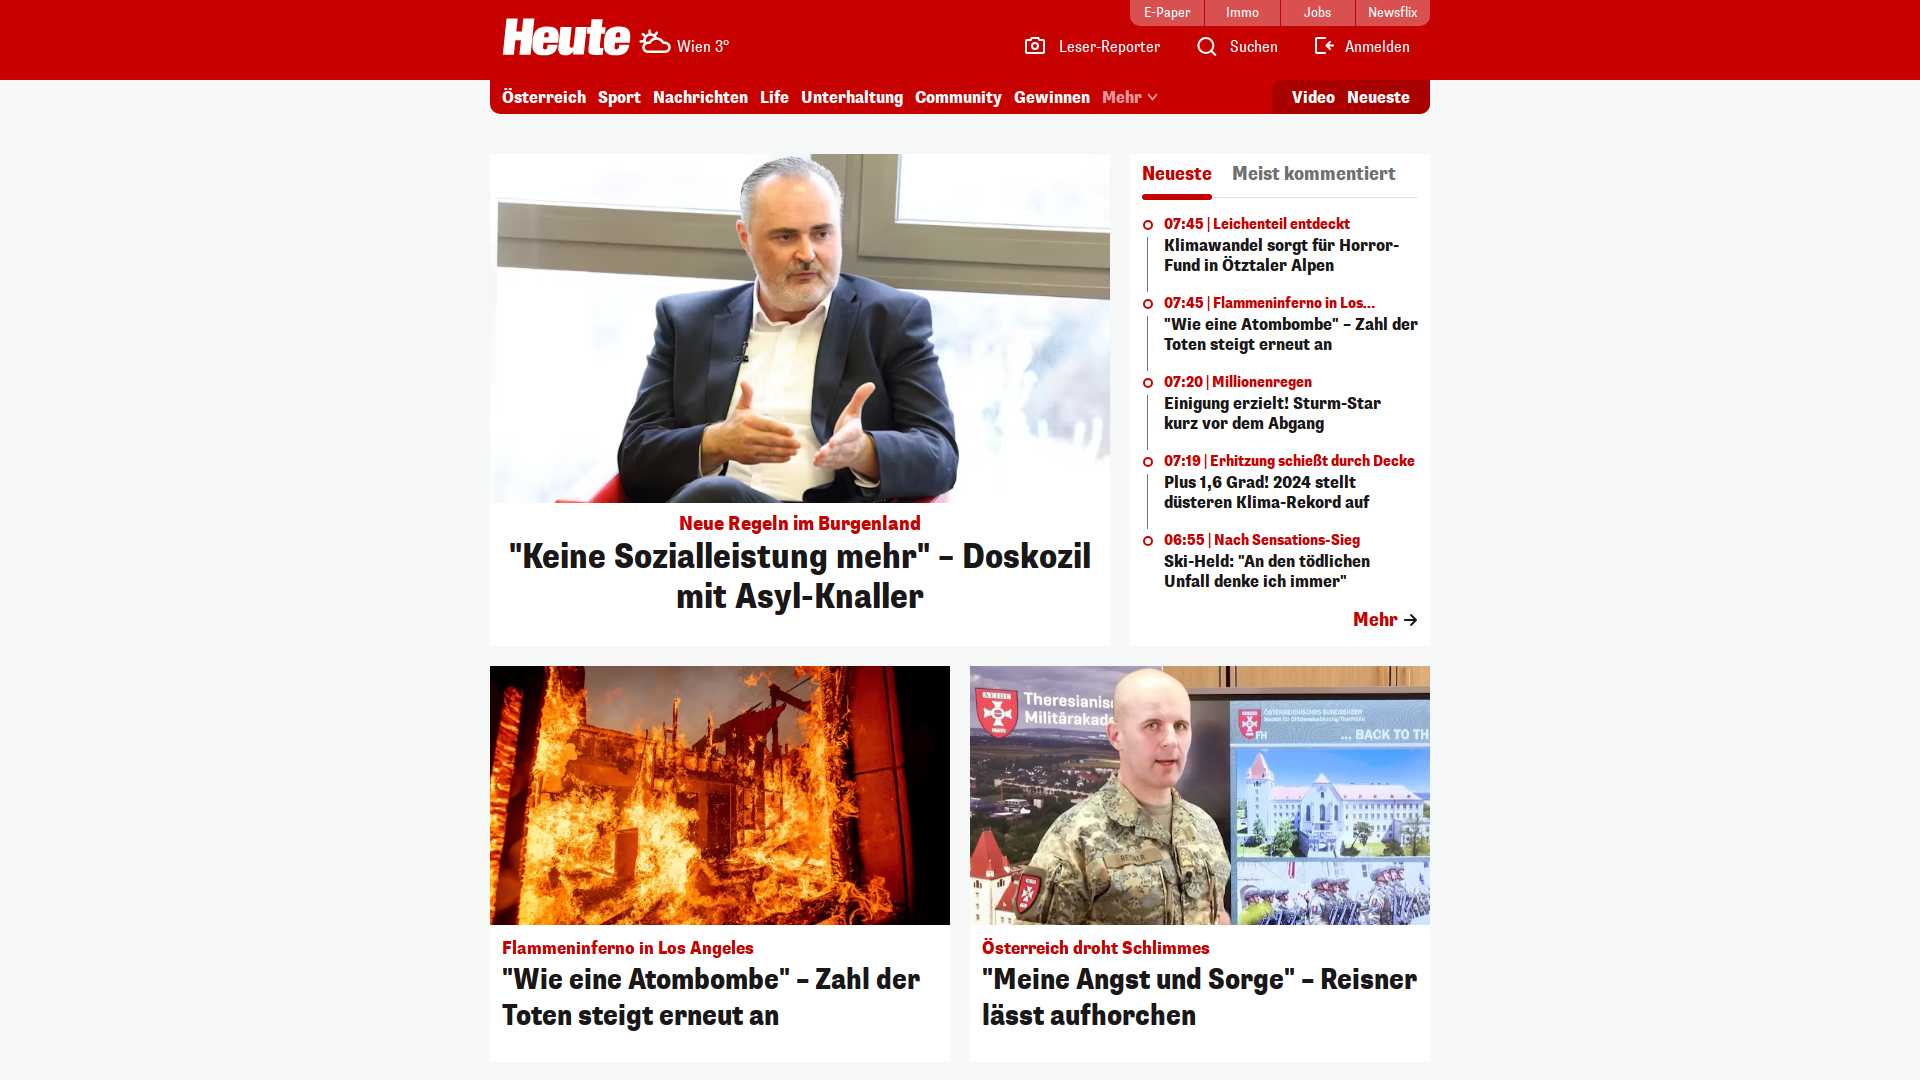 E-Paper
Immo
Jobs
Newsflix
Heute
Wien 3°
Leser-Reporter
Suchen
Anmelden
Österreich
Sport
Nachrichten
Life
Unterhaltung
Community
Gewinnen
Mehr
Video
Neueste
Neue Regeln im Burgenland
"Keine Sozialleistung mehr" – Doskozil
mit Asyl-Knaller
Neueste
Meist kommentiert
07:45 | Leichenteil entdeckt
Klimawandel sorgt für Horror-
Fund in Ötztaler Alpen
07:45 | Flammeninferno in Los...
"Wie eine Atombombe" – Zahl der
Toten steigt erneut an
07:20 | Millionenregen
Einigung erzielt! Sturm-Star
kurz vor dem Abgang
07:19 | Erhitzung schießt durch Decke
Plus 1,6 Grad! 2024 stellt
düsteren Klima-Rekord auf
06:55 | Nach Sensations-Sieg
Ski-Held: "An den tödlichen
Unfall denke ich immer"
Mehr
Flammeninferno in Los Angeles
"Wie eine Atombombe" – Zahl der
Toten steigt erneut an
Theresianisc
Militärakade
ÖSTERREICHISCHES BUNDESHEER
FH
... BACK TO TH
REISNER
Österreich droht Schlimmes
"Meine Angst und Sorge" – Reisner
lässt aufhorchen